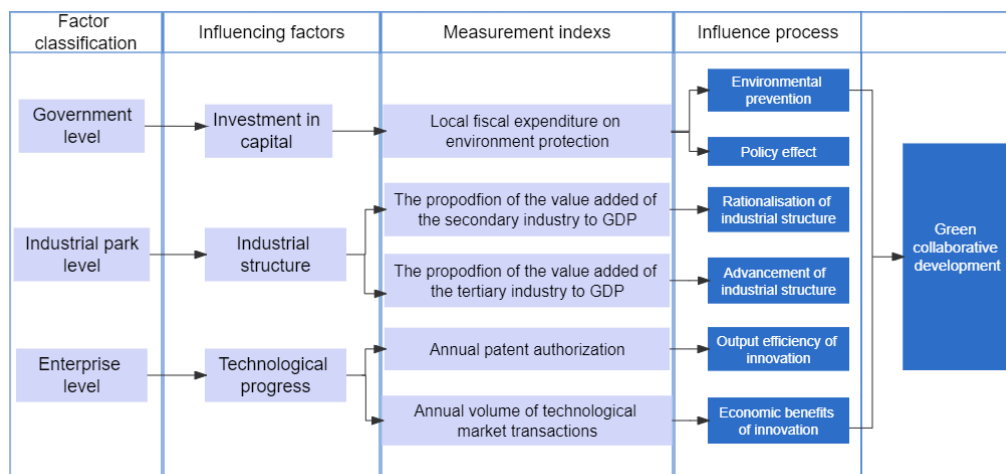 Factor
classification
Influencing factors
Measurement indexs
Influence process
Government
level
Investment in
capital
Local fiscal expenditure on
environment protection
Environmental
prevention
Policy effect
Industrial park
level
Industrial
structure
The propodfion of the value added of
the secondary industry to GDP
Rationalisation of
industrial structure
The propodfion of the value added of
the tertiary industry to GDP
Advancement of
industrial structure
Enterprise
level
Technological
progress
Annual patent authorization
Output efficiency of
innovation
Annual volume of technological
market transactions
Economic benefits
of innovation
Green
collaborative
development